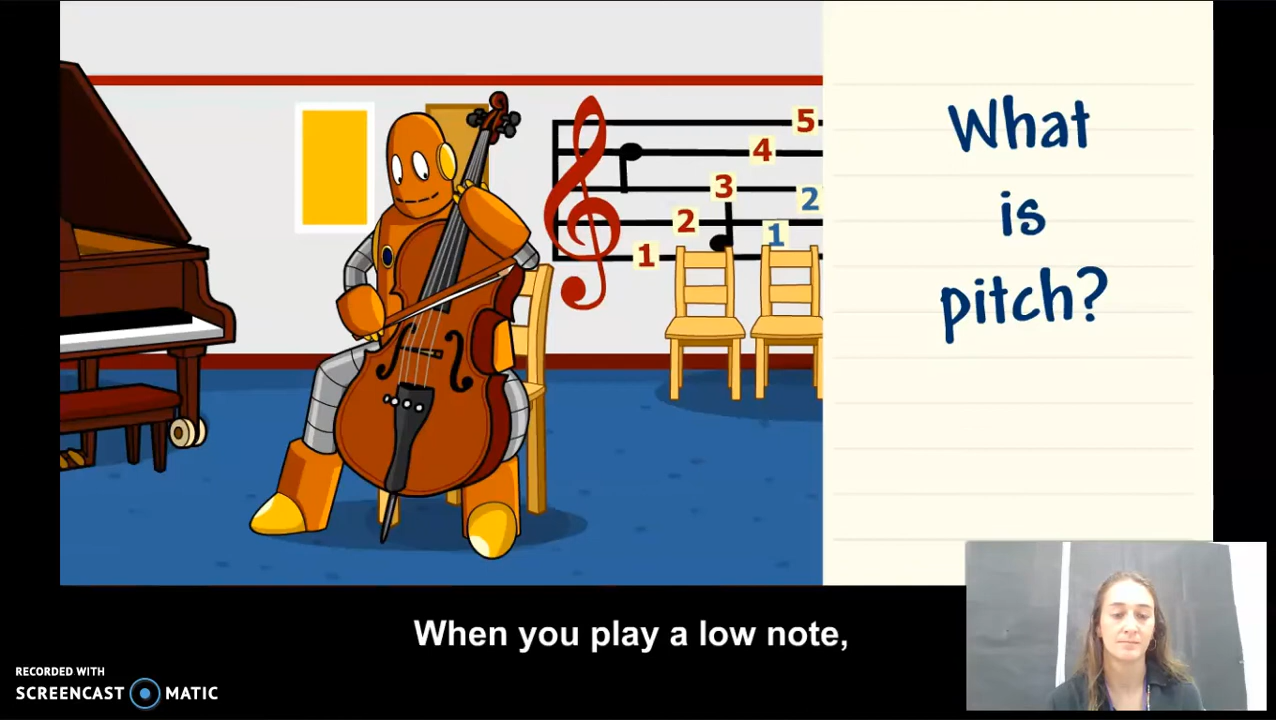 What
is
pitch?
5
4
3
2
2
1
1
When you play a low note,
RECORDED WITH
SCREENCAST MATIC